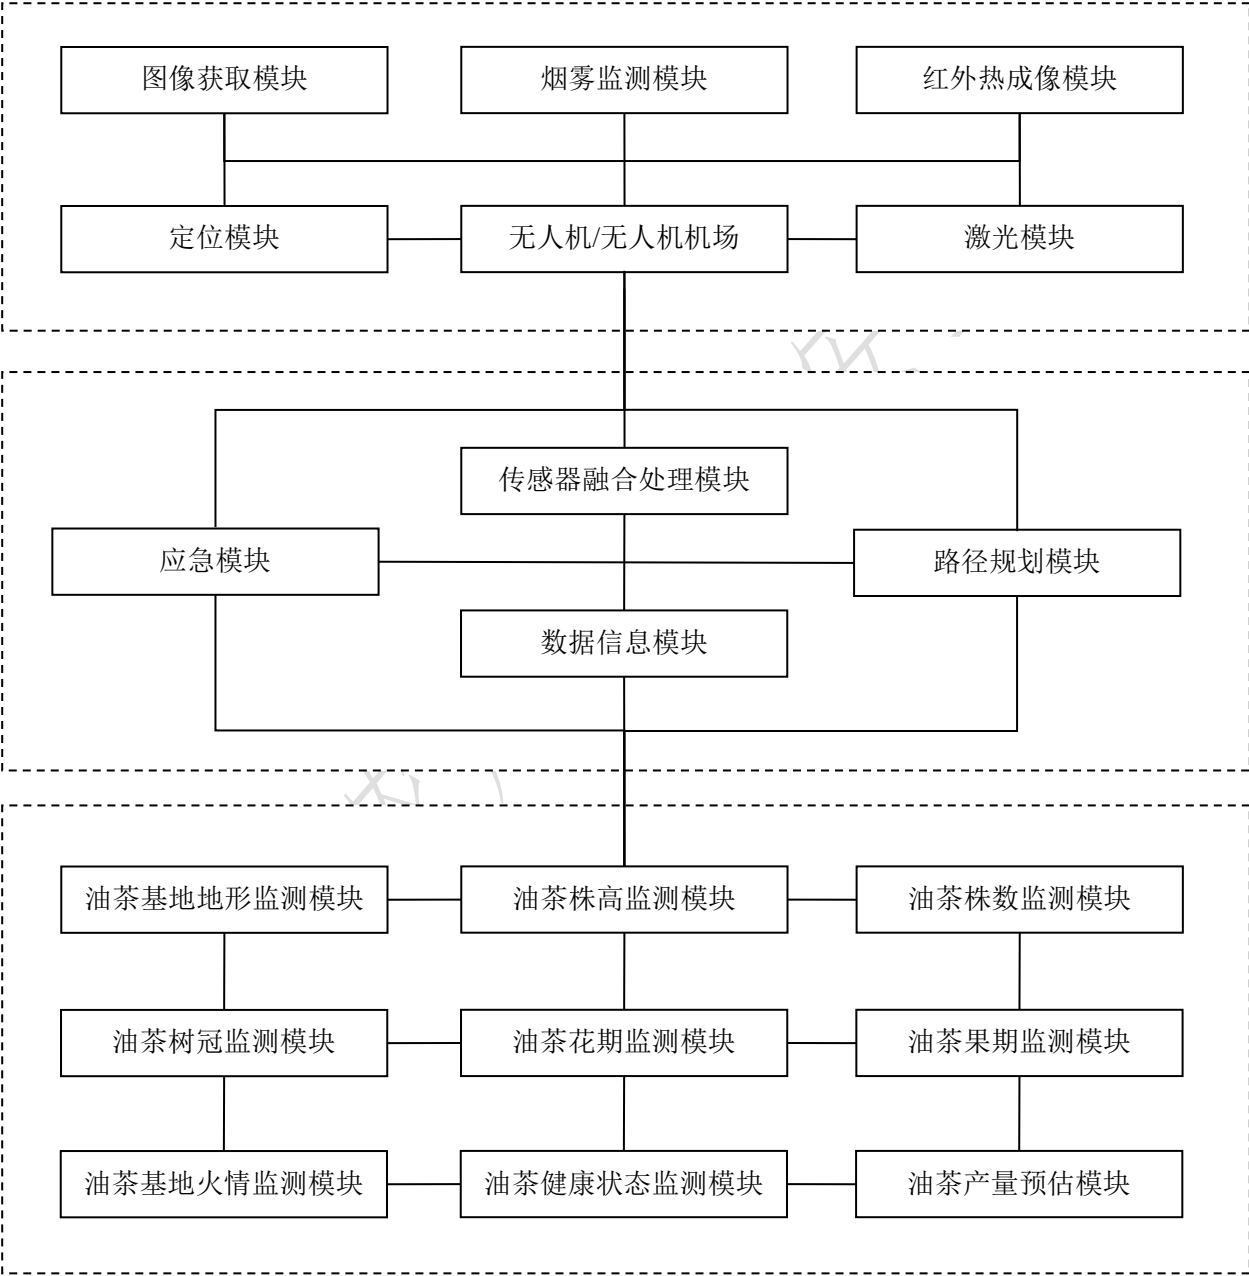 图像获取模块
烟雾监测模块
红外热成像模块
定位模块
无人机/无人机机场
激光模块
传感器融合处理模块
应急模块
路径规划模块
数据信息模块
油茶基地地形监测模块
油茶株高监测模块
油茶株数监测模块
油茶树冠监测模块
油茶花期监测模块
油茶果期监测模块
油茶基地火情监测模块
油茶健康状态监测模块
油茶产量预估模块